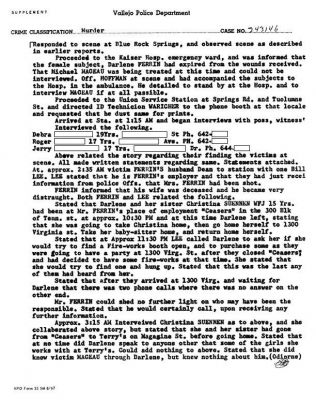 SUPPLEMENT
Vallejo Police Department
CRIME CLASSIFICATION Murder CASE NO. 243146
Responded to scene at Blue Rock Springs, and observed scene as described
in earlier reports.
Proceeded to the Kaiser Hosp. emergency ward, and was informed that
the female subject, Darlene FERRIN had expired from the wounds received.
That Michael MAGEAU was being treated at this time and could not be
interviewed. Off. HOFFMAN at scene and had accompanied the subjects to
the Hosp. in the ambulance. He detailed to stand by at the Hosp. and to
interview MAGEAU if at all possible.
Proceeded to the Union Service Station at Springs Rd. and Tuolumne
St. and directed ID Technician WARICHER to the phone booth at that locale
and requested that he dust same for prints.
Arrived at Sta. at 1:15 AM and began interviews with poss, witness'
Interviewed the following.
Debra 19Yrs. St Ph, 642-
Roger 17 Yrs. Ave. PH, 642-
Jerry 17 Yrs. Dr. Ph. 644-
Above related the story regarding their finding the victims at
scene. All made written statements regarding same. Statements attached.
At. approx. 2:35 AM Victim FERRIN'S husband Dean to station with one Bill
LEE. LEE stated that he is FERRIN'S employer and that they had just recent
information from police Offs. that Mrs. FERRIN had been shot.
FERRIN informed that his wife was deceased and he became very
distraught. Both FERRIN and LEE related the following.
Stated that Darlene and her sister Christina SUENNEN WFJ 15 Yrs.
had been at Mr. FERRIN'S place of employment "Ceasers" in the 300 Blk
of Tenn. st. at approx, 10:30 PM and at this time Darlene left, stating
that she was going to take Christina home, then go home herself to 1300
Virginia st. Take her baby-sitter home, and return home herself.
Stated that at Approx 11:30 PM LEE called Darlene to ask her if she
would try to find a Fire-works booth open, and to purchase some as they
were going to have a party at 1300 Virg. St. after they closed "Ceasers"
and had decided to have some fire-works at that time. She stated that
she would try to find one and hung up. Stated that this was the last any
of them had heard from her.
Stated that after they arrived at 1300 Virg. and waiting for
Darlene that there was two phone calls where there was no answer on the
other end.
Mr. FERRIN could shed no further light on who may have been the
responsible. Stated that he would certainly call, upon receiving any
further information.
Approx. 3:15 AM Interviewed Christina SUENNEN as to above, and she
collaborated above story, but stated that she and her sister had gone
from "Ceasers" to Terry's on Magazine St. before going home. Stated that
at no time did Darlene speak to anyone other that some of the girls she
works with at Terry's. Could add nothing to above. Stated that she did
know victim MAGEAU through Darlene, but knew nothing about him.(Odiorne)
VPD Form